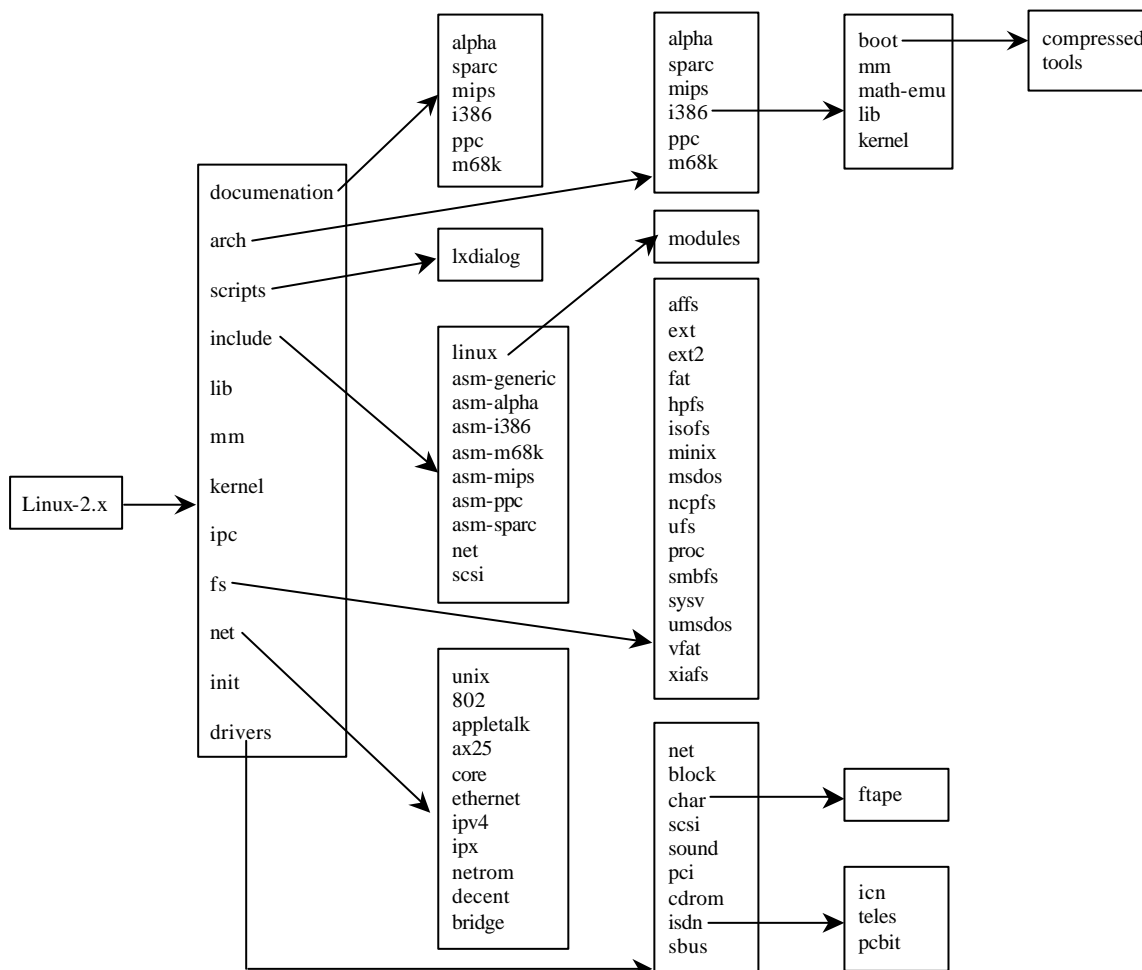 Linux-2.x
documenation
arch
scripts
include
lib
mm
kernel
ipc
fs
net
init
drivers
alpha
sparc
mips
i386
ppc
m68k
lxdialog
linux
asm-generic
asm-alpha
asm-i386
asm-m68k
asm-mips
asm-ppc
asm-sparc
net
scsi
unix
802
appletalk
ax25
core
ethernet
ipv4
ipx
netrom
decent
bridge
alpha
sparc
mips
i386
ppc
m68k
modules
affs
ext
ext2
fat
hpfs
isofs
minix
msdos
ncpfs
ufs
proc
smbfs
sysv
umsdos
vfat
xiafs
net
block
char
scsi
sound
pci
cdrom
isdn
sbus
boot
mm
math-emu
lib
kernel
ftape
icn
teles
pcbit
compressed
tools